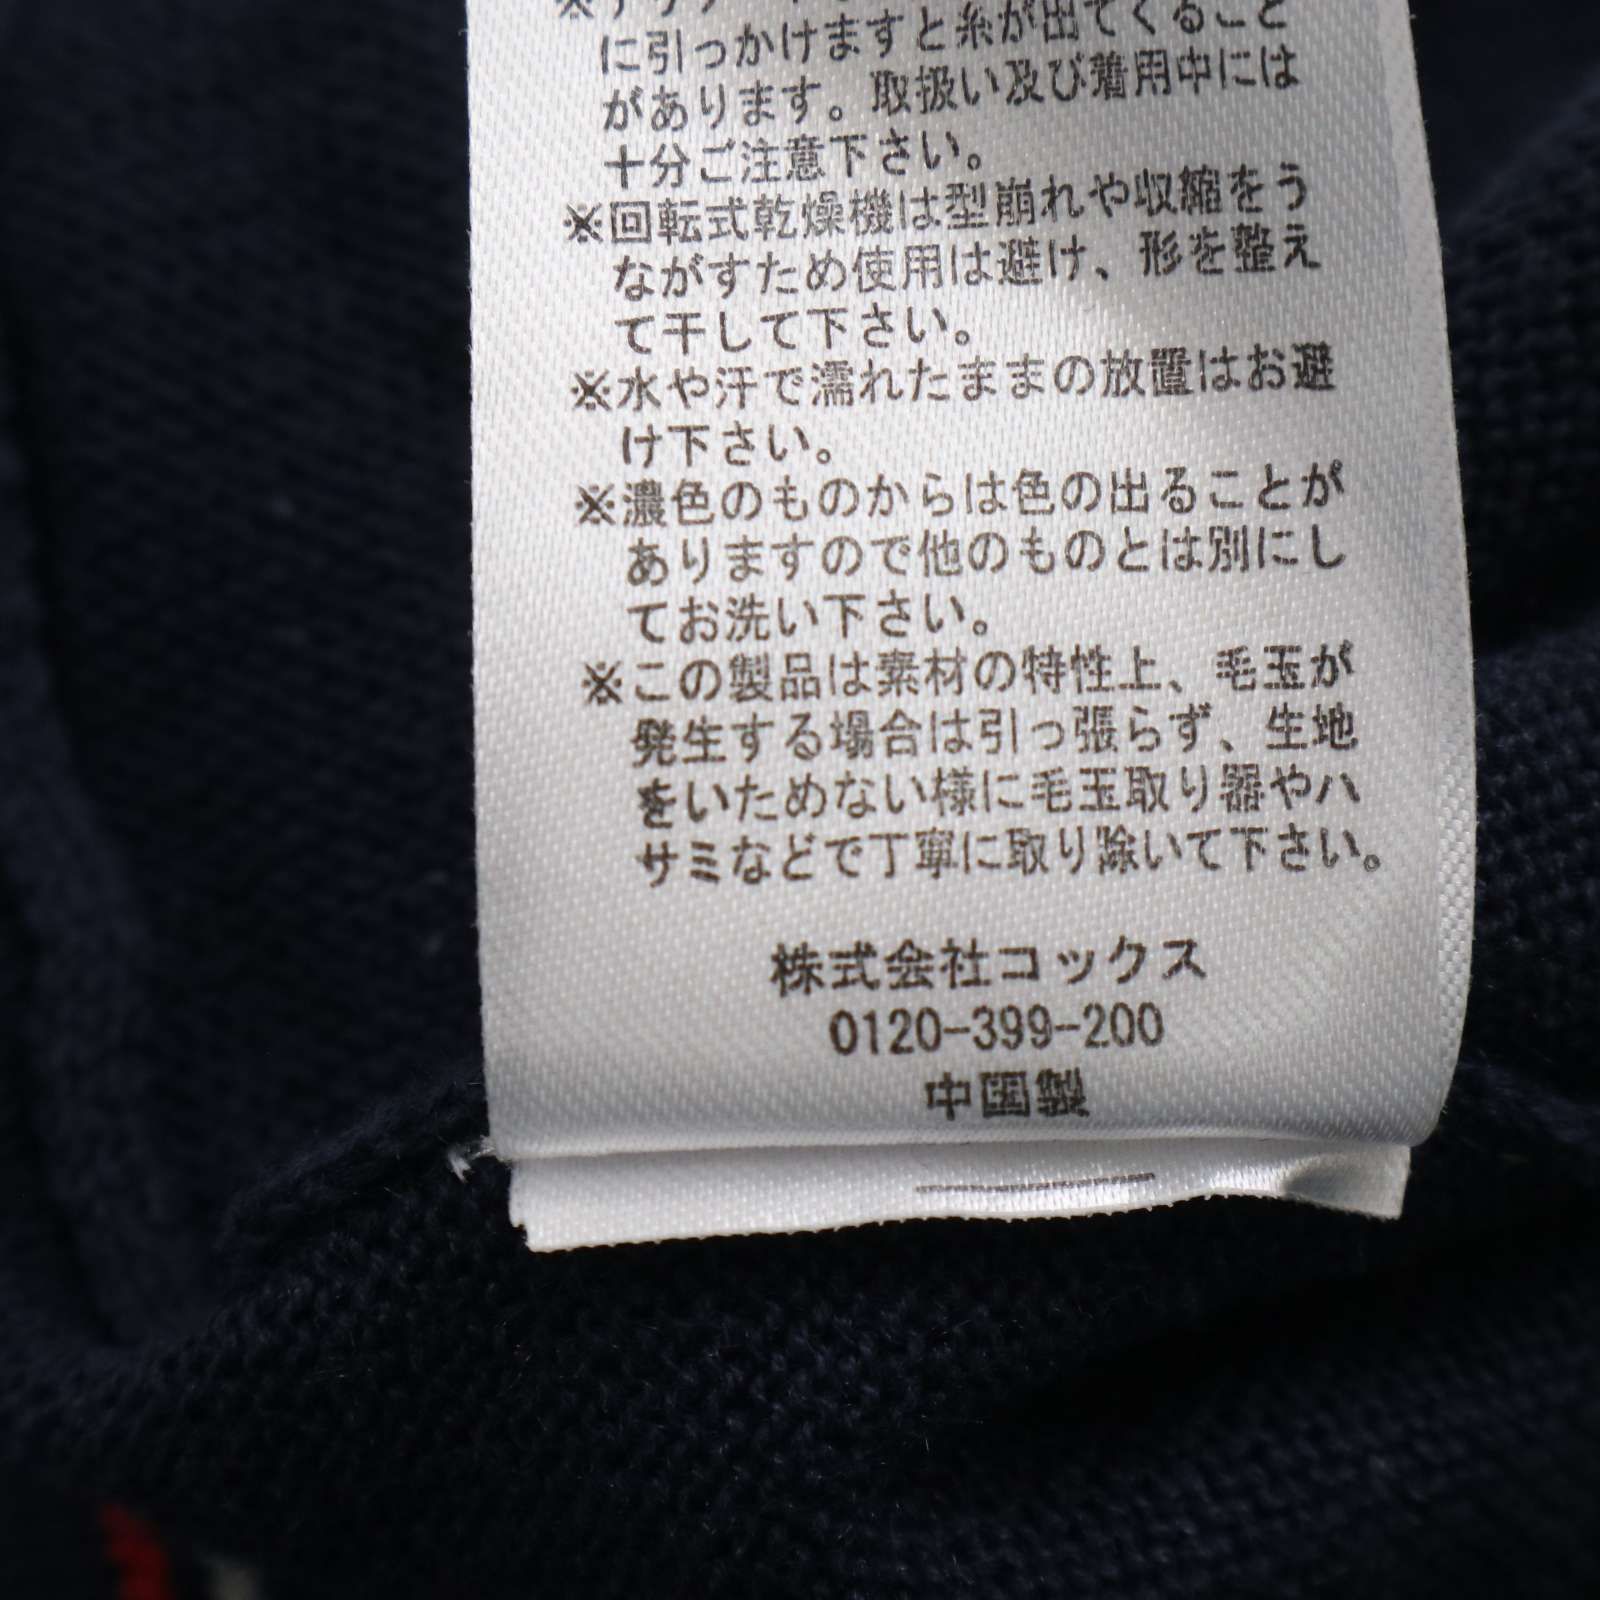 に引っかけますと糸が出てくること
があります。取扱い及び着用中には
十分ご注意下さい。
※回転式乾燥機は型崩れや収縮をう
ながすため使用は避け、形を整え
て干して下さい。
※水や汗で濡れたままの放置はお避
け下さい。
※濃色のものからは色の出ることが
ありますので他のものとは別にし
てお洗い下さい。
※この製品は素材の特性上、毛玉が
発生する場合は引っ張らず、生地
をいためない様に毛玉取り器やハ
サミなどで丁寧に取り除いて下さい。
株式会社コックス
0120-399-200
中国製